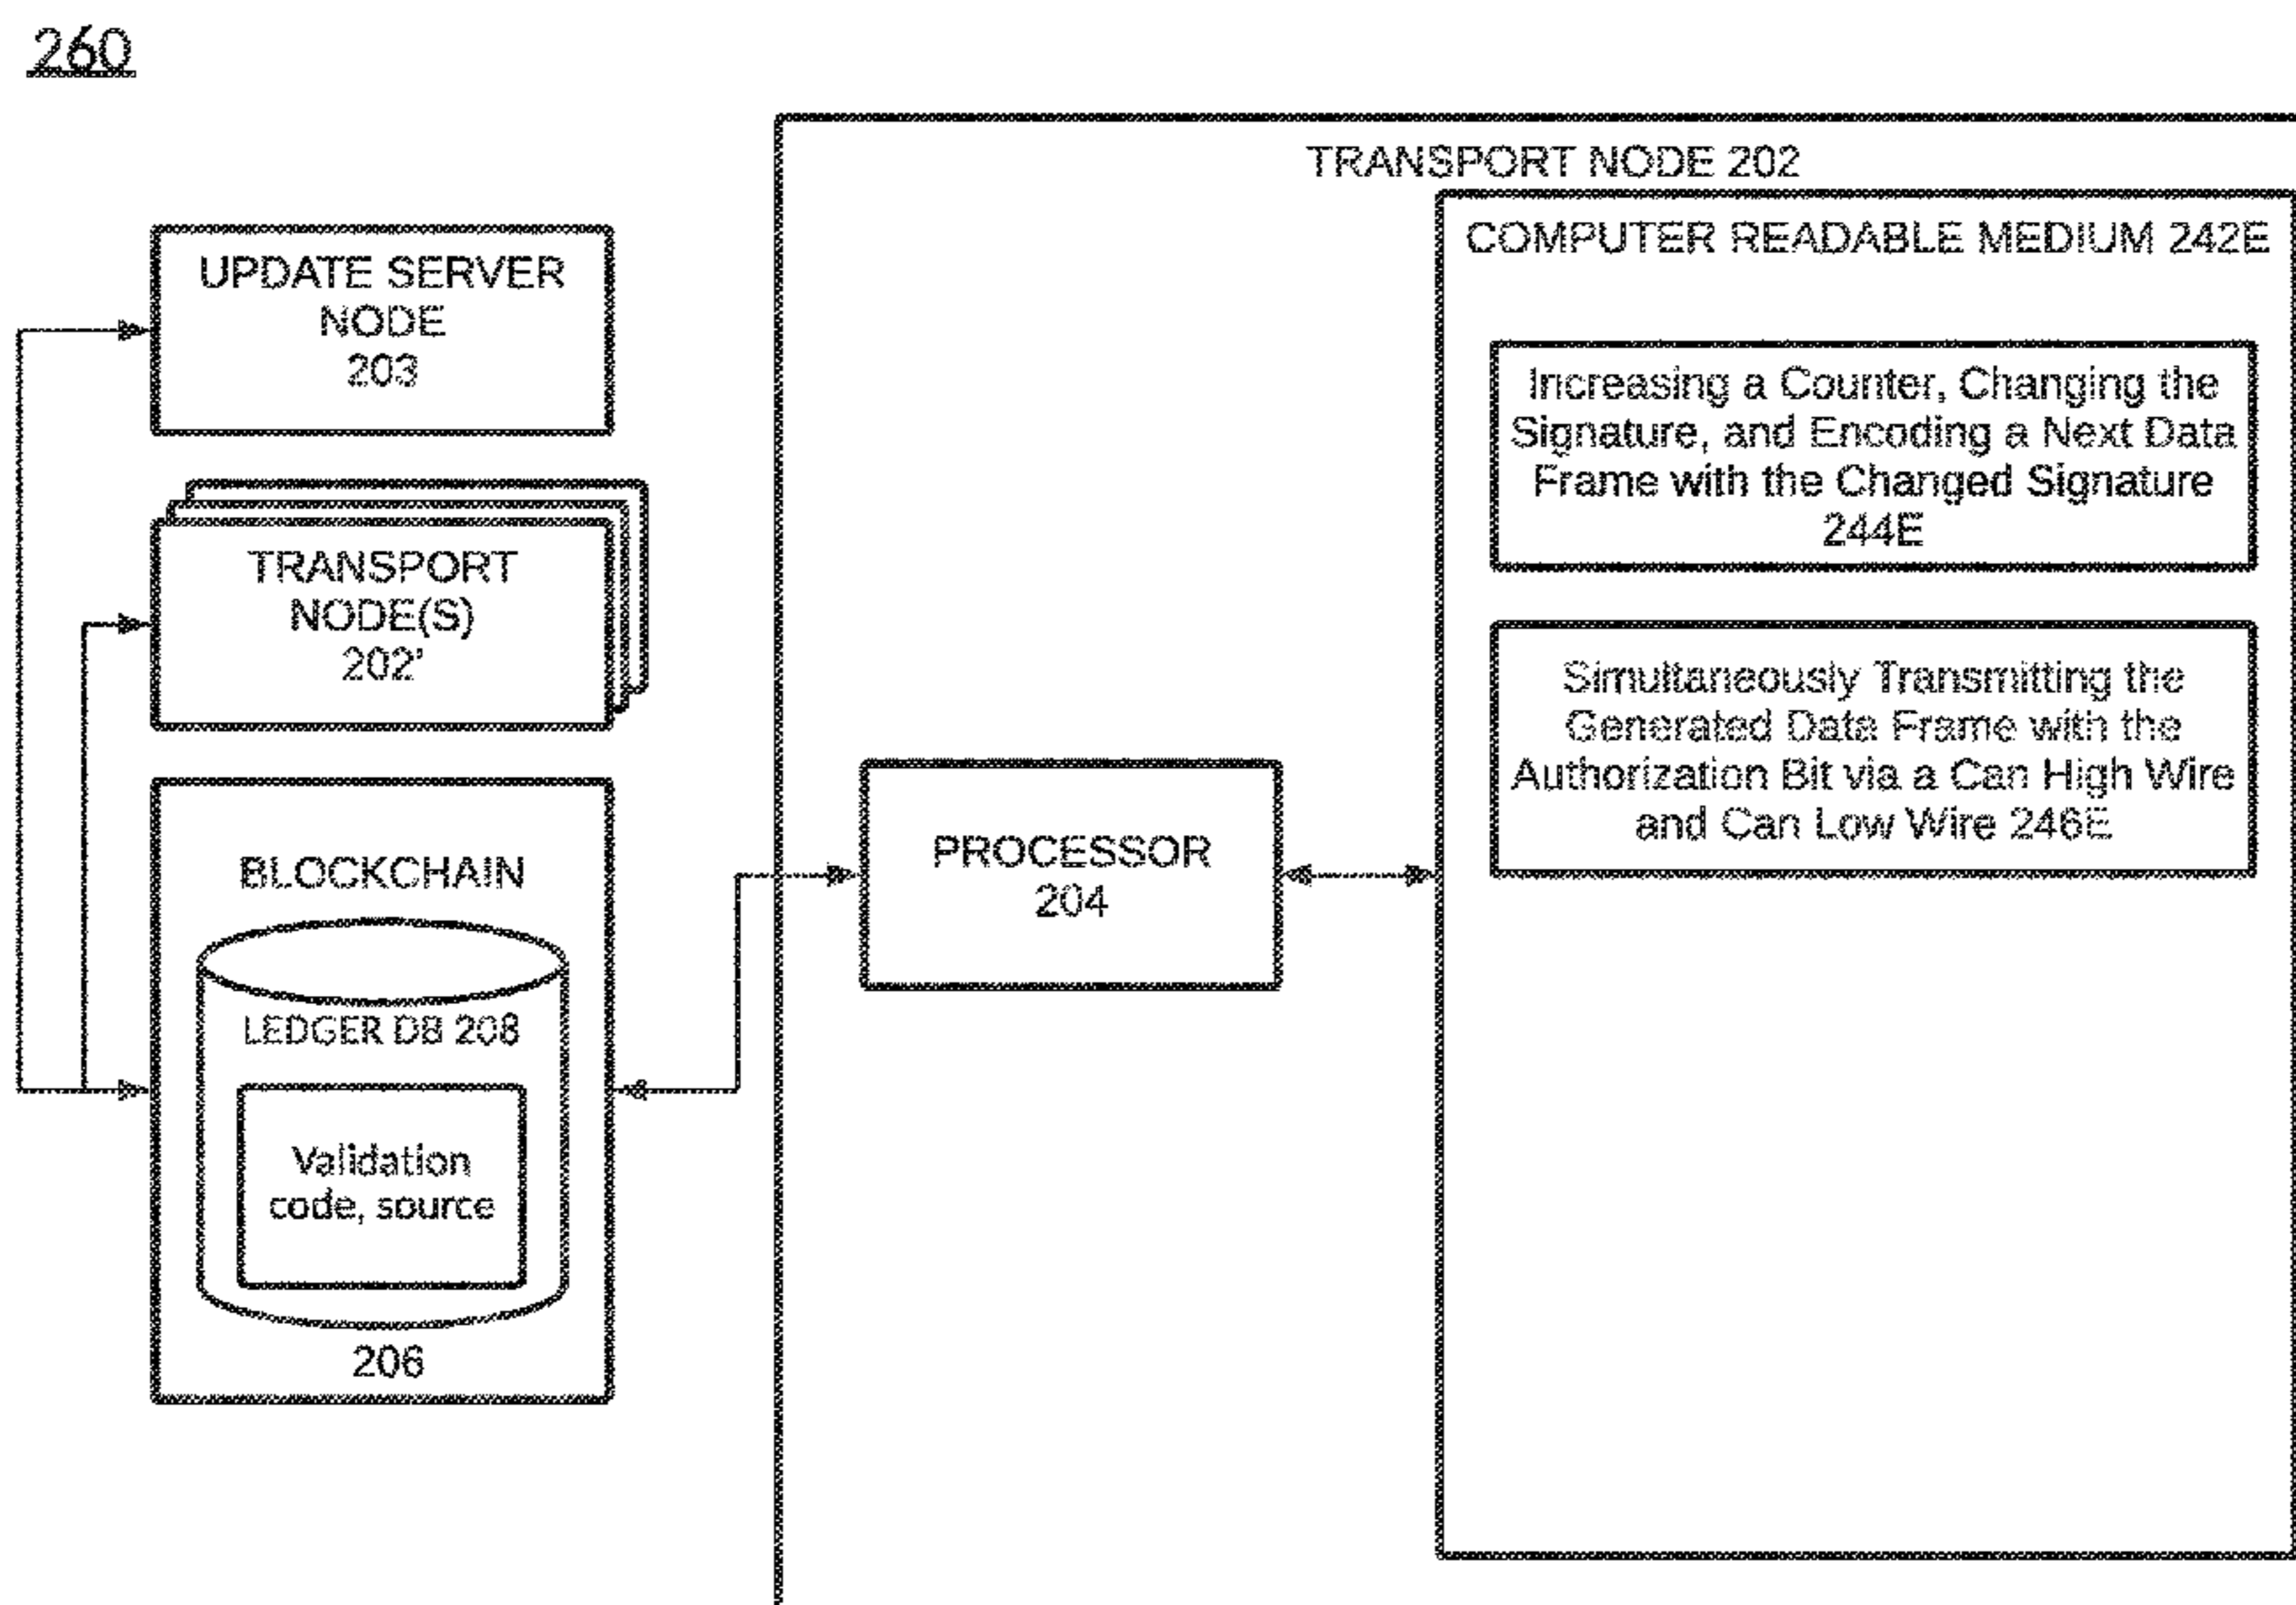 260
TRANSPORT NODE 202
COMPUTER READABLE MEDIUM 242E
UPDATE SERVER
NODE
203
Increasing a Counter, Changing the
Signature, and Encoding a Next Data
Frame with the Changed Signature
244E
TRANSPORT
NODE(S)
202'
Simultaneously Transmitting the
Generated Data Frame with the
Authorization Bit via a Can High Wire
and Can Low Wire 246E
PROCESSOR
204
BLOCKCHAIN
LEDGER DB 208
Validation
code, source
206